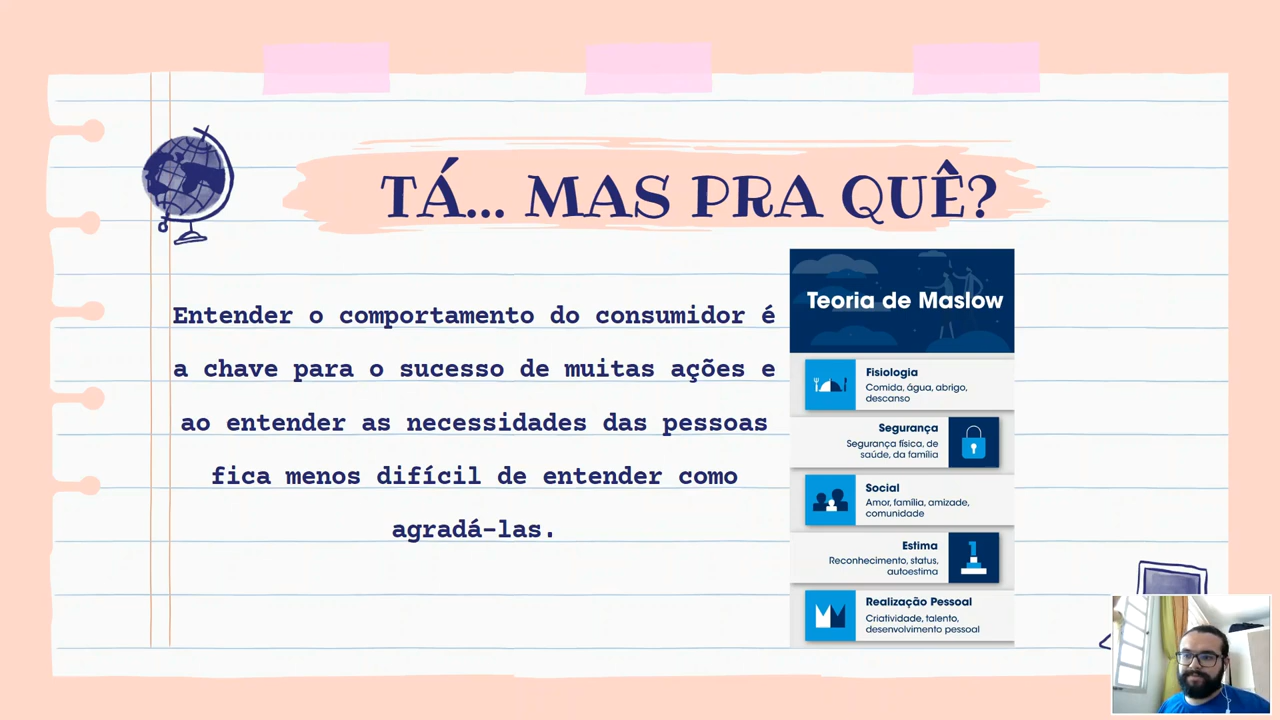 TÁ... MAS PRA QUÊ?
Entender o comportamento do consumidor é
a chave para o sucesso de muitas ações e
ao entender as necessidades das pessoas
fica menos difícil de entender como
agradá-las.
Teoria de Maslow
Fisiologia
Comida, água, abrigo,
descanso
Segurança
Segurança física, de
saúde, da família
Social
Amor, família, amizade,
comunidade
Estima
Reconhecimento, status,
autoestima
1
Realização Pessoal
Criatividade, talento,
desenvolvimento pessoal